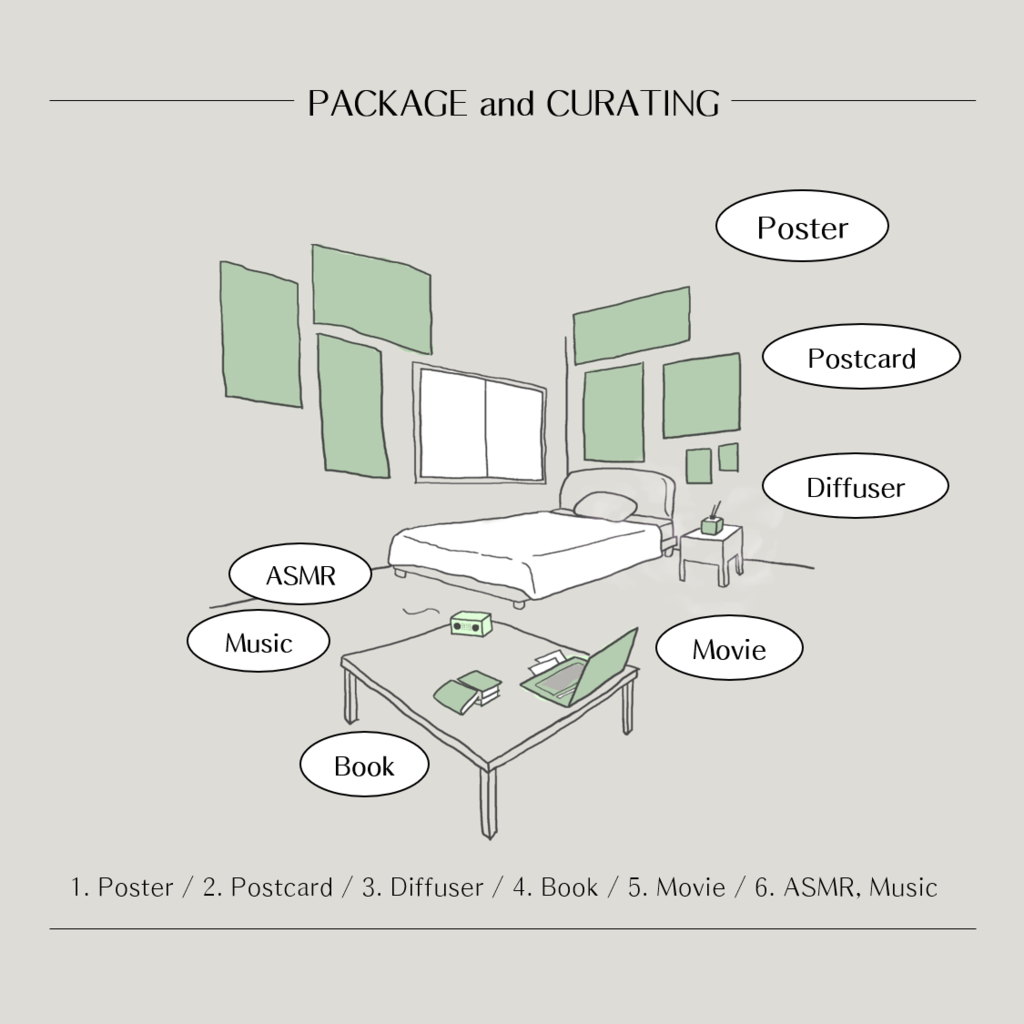 PACKAGE and CURATING
Poster
Postcard
Diffuser
ASMR
Music
Movie
Book
1. Poster / 2. Postcard / 3. Diffuser / 4. Book / 5. Movie / 6. ASMR, Music